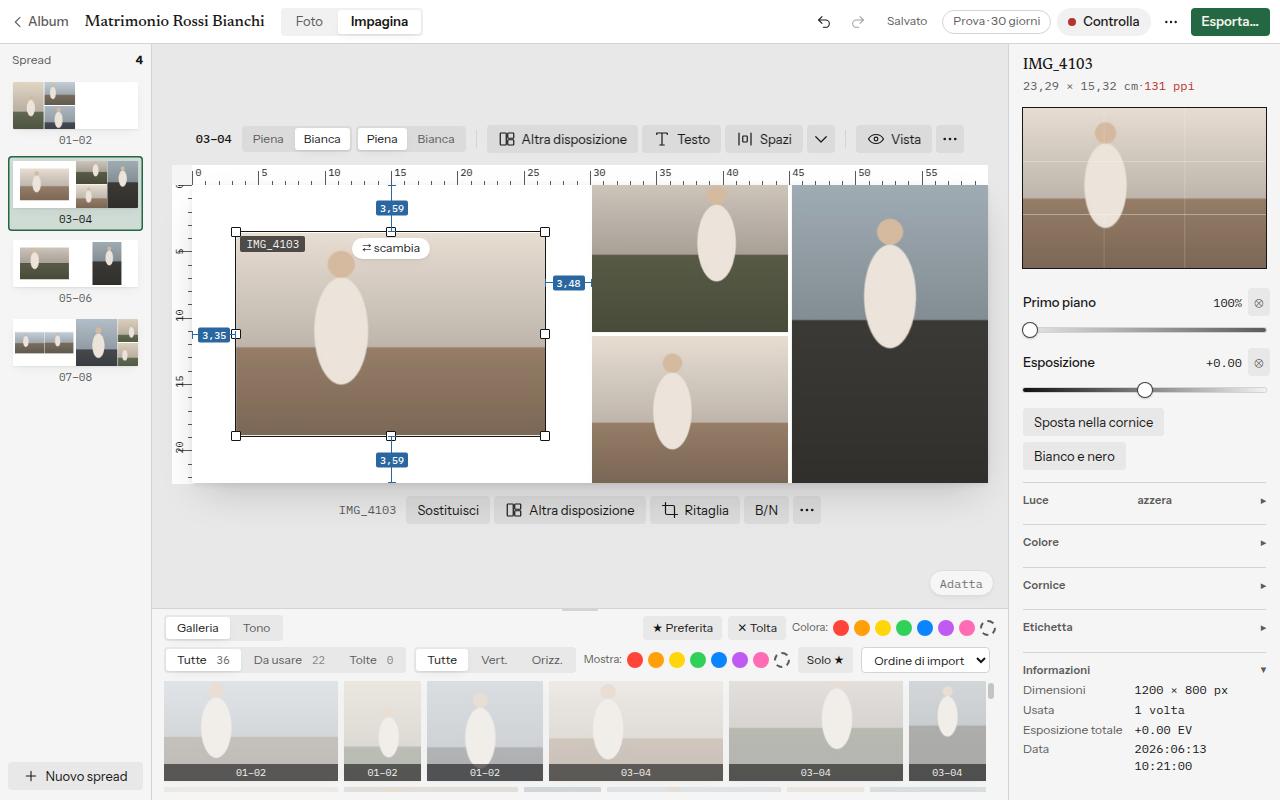 Album
Matrimonio Rossi Bianchi
Foto
Impagina
Salvato
Prova·30 giorni
Controlla
Esporta…
Spread
4
01–02
03–04
05–06
07–08
Nuovo spread
03–04
Piena
Bianca
Piena
Bianca
Altra disposizione
Testo
Spazi
Vista
0 5 10 15 20 25 30 35 40 45 50 55
0 5 10 15 20
3,59
IMG_4103
scambia
3,48
3,35
3,59
IMG_4103
Sostituisci
Altra disposizione
Ritaglia
B/N
Adatta
Galleria
Tono
★ Preferita
✕ Tolta
Colora:
Tutte 36
Da usare 22
Tolte 0
Tutte
Vert.
Orizz.
Mostra:
Solo ★
Ordine di import
01–02
01–02
01–02
03–04
03–04
03–04
IMG_4103
23,29 × 15,32 cm·131 ppi
Primo piano
100%
Esposizione
+0.00
Sposta nella cornice
Bianco e nero
Luce
azzera
Colore
Cornice
Etichetta
Informazioni
Dimensioni 1200 × 800 px
Usata 1 volta
Esposizione totale +0.00 EV
Data 2026:06:13
10:21:00